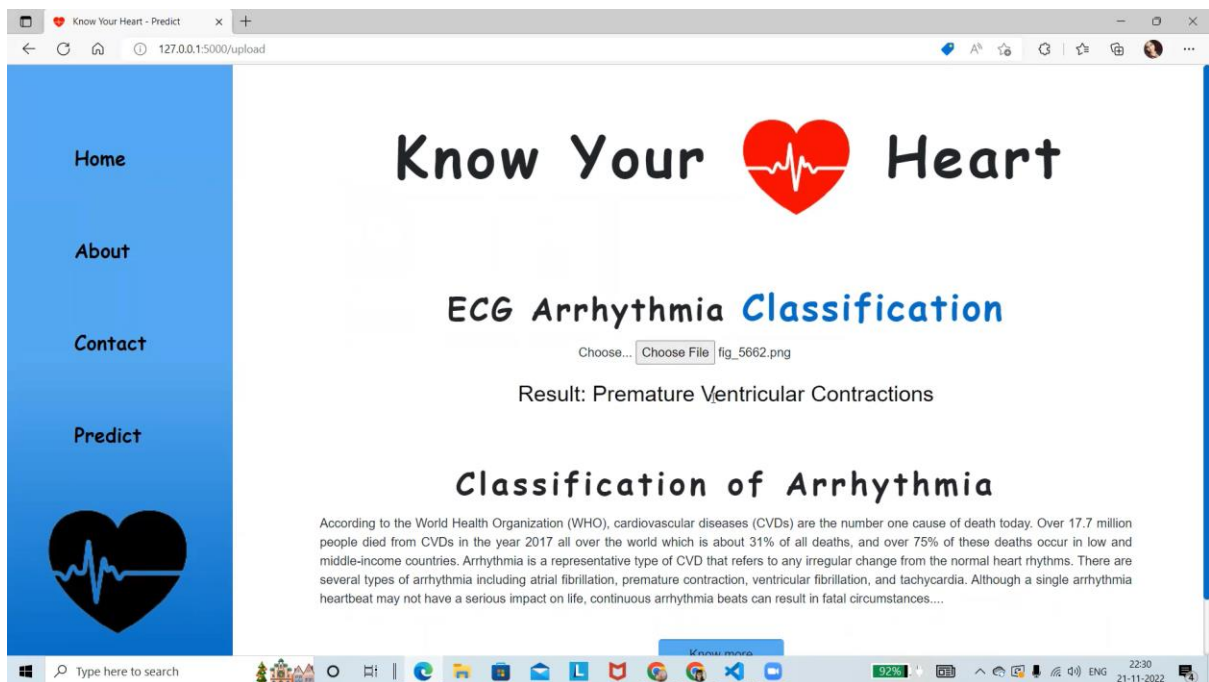 Know Your Heart - Predict
127.0.0.1:5000/upload
Home
About
Contact
Predict
Know Your Heart
ECG Arrhythmia Classification
Choose... Choose File fig_5662.png
Result: Premature Ventricular Contractions
Classification of Arrhythmia
According to the World Health Organization (WHO), cardiovascular diseases (CVDs) are the number one cause of death today. Over 17.7 million
people died from CVDs in the year 2017 all over the world which is about 31% of all deaths, and over 75% of these deaths occur in low and
middle-income countries. Arrhythmia is a representative type of CVD that refers to any irregular change from the normal heart rhythms. There are
several types of arrhythmia including atrial fibrillation, premature contraction, ventricular fibrillation, and tachycardia. Although a single arrhythmia
heartbeat may not have a serious impact on life, continuous arrhythmia beats can result in fatal circumstances....
Know more
Type here to search
92%
ENG
22:30
21-11-2022
4